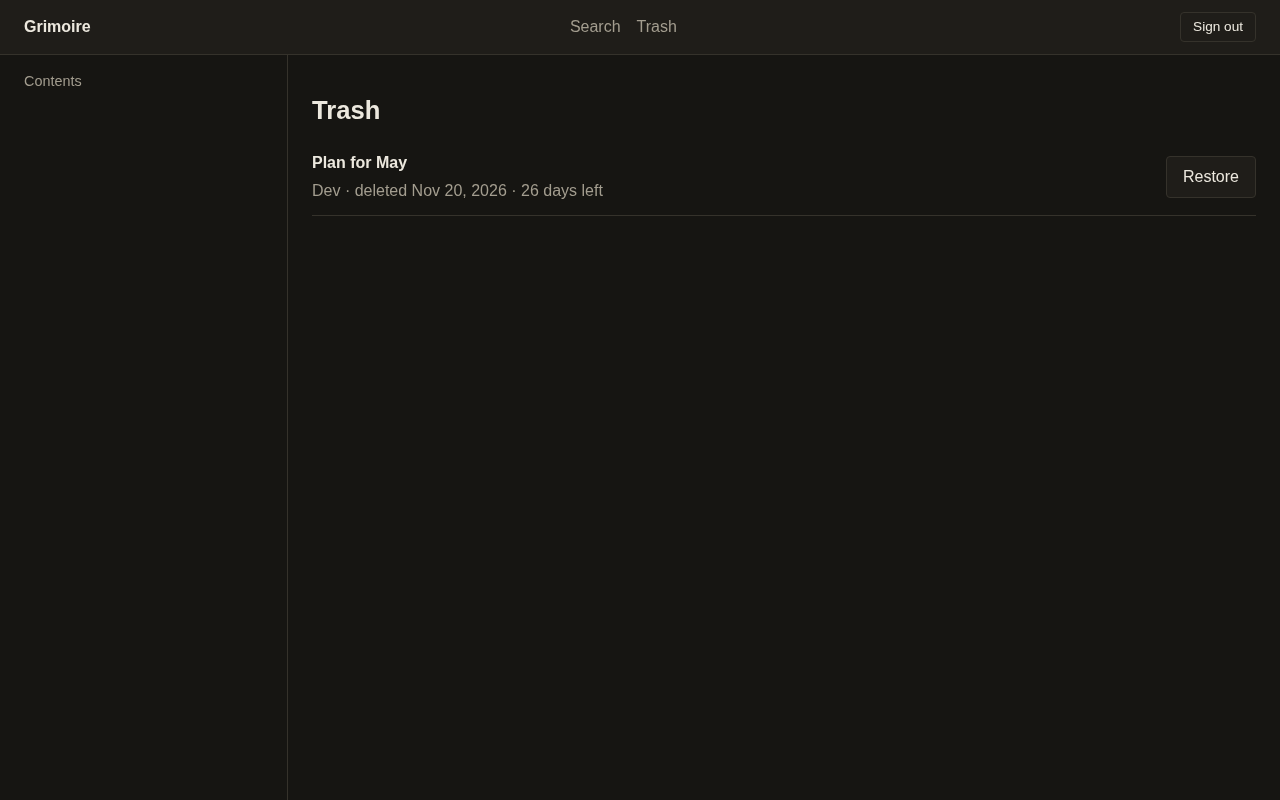 Grimoire
Search
Trash
Sign out
Contents
Trash
Plan for May
Dev · deleted Nov 20, 2026 · 26 days left
Restore